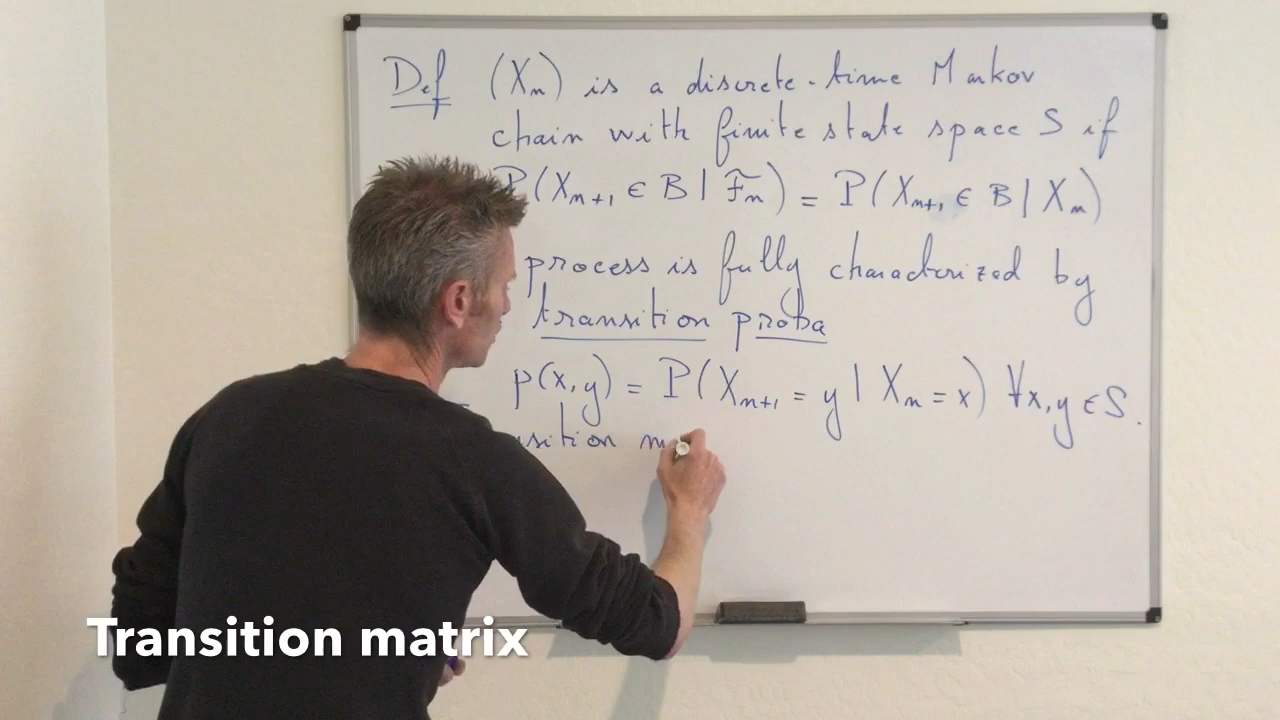 Def (Xₙ) is a discrete-time Markov
chain with finite state space S if
P(Xₙ₊₁ ∈ B | Fₙ) = P(Xₙ₊₁ ∈ B | Xₙ)
process is fully characterized by
transition proba
p(x,y) = P(Xₙ₊₁ = y | Xₙ = x) ∀x,y ∈ S.
sition m
Transition matrix